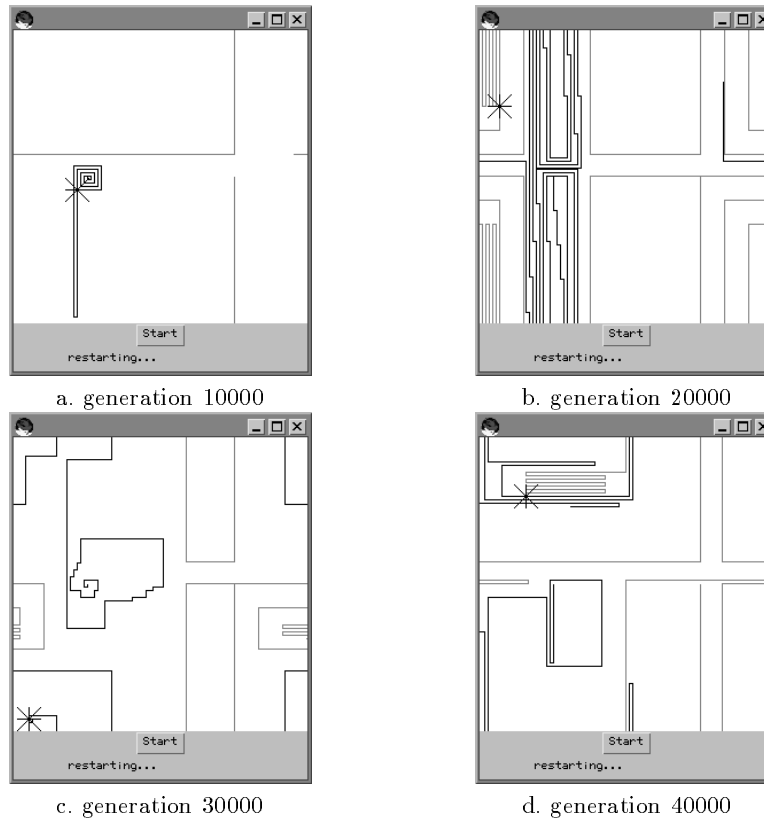 Start
restarting...
a. generation 10000
Start
restarting...
b. generation 20000
Start
restarting...
c. generation 30000
Start
restarting...
d. generation 40000